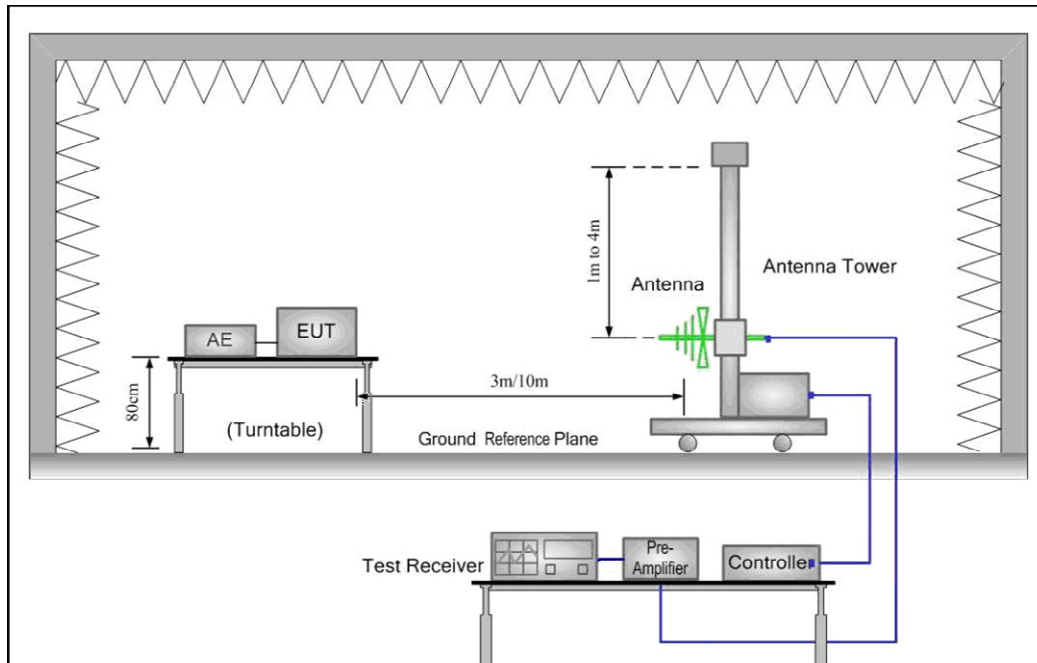 1m to 4m
Antenna
Antenna Tower
AE
EUT
80cm
3m/10m
(Turntable)
Ground Reference Plane
Test Receiver
Pre-
Amplifier
Controller